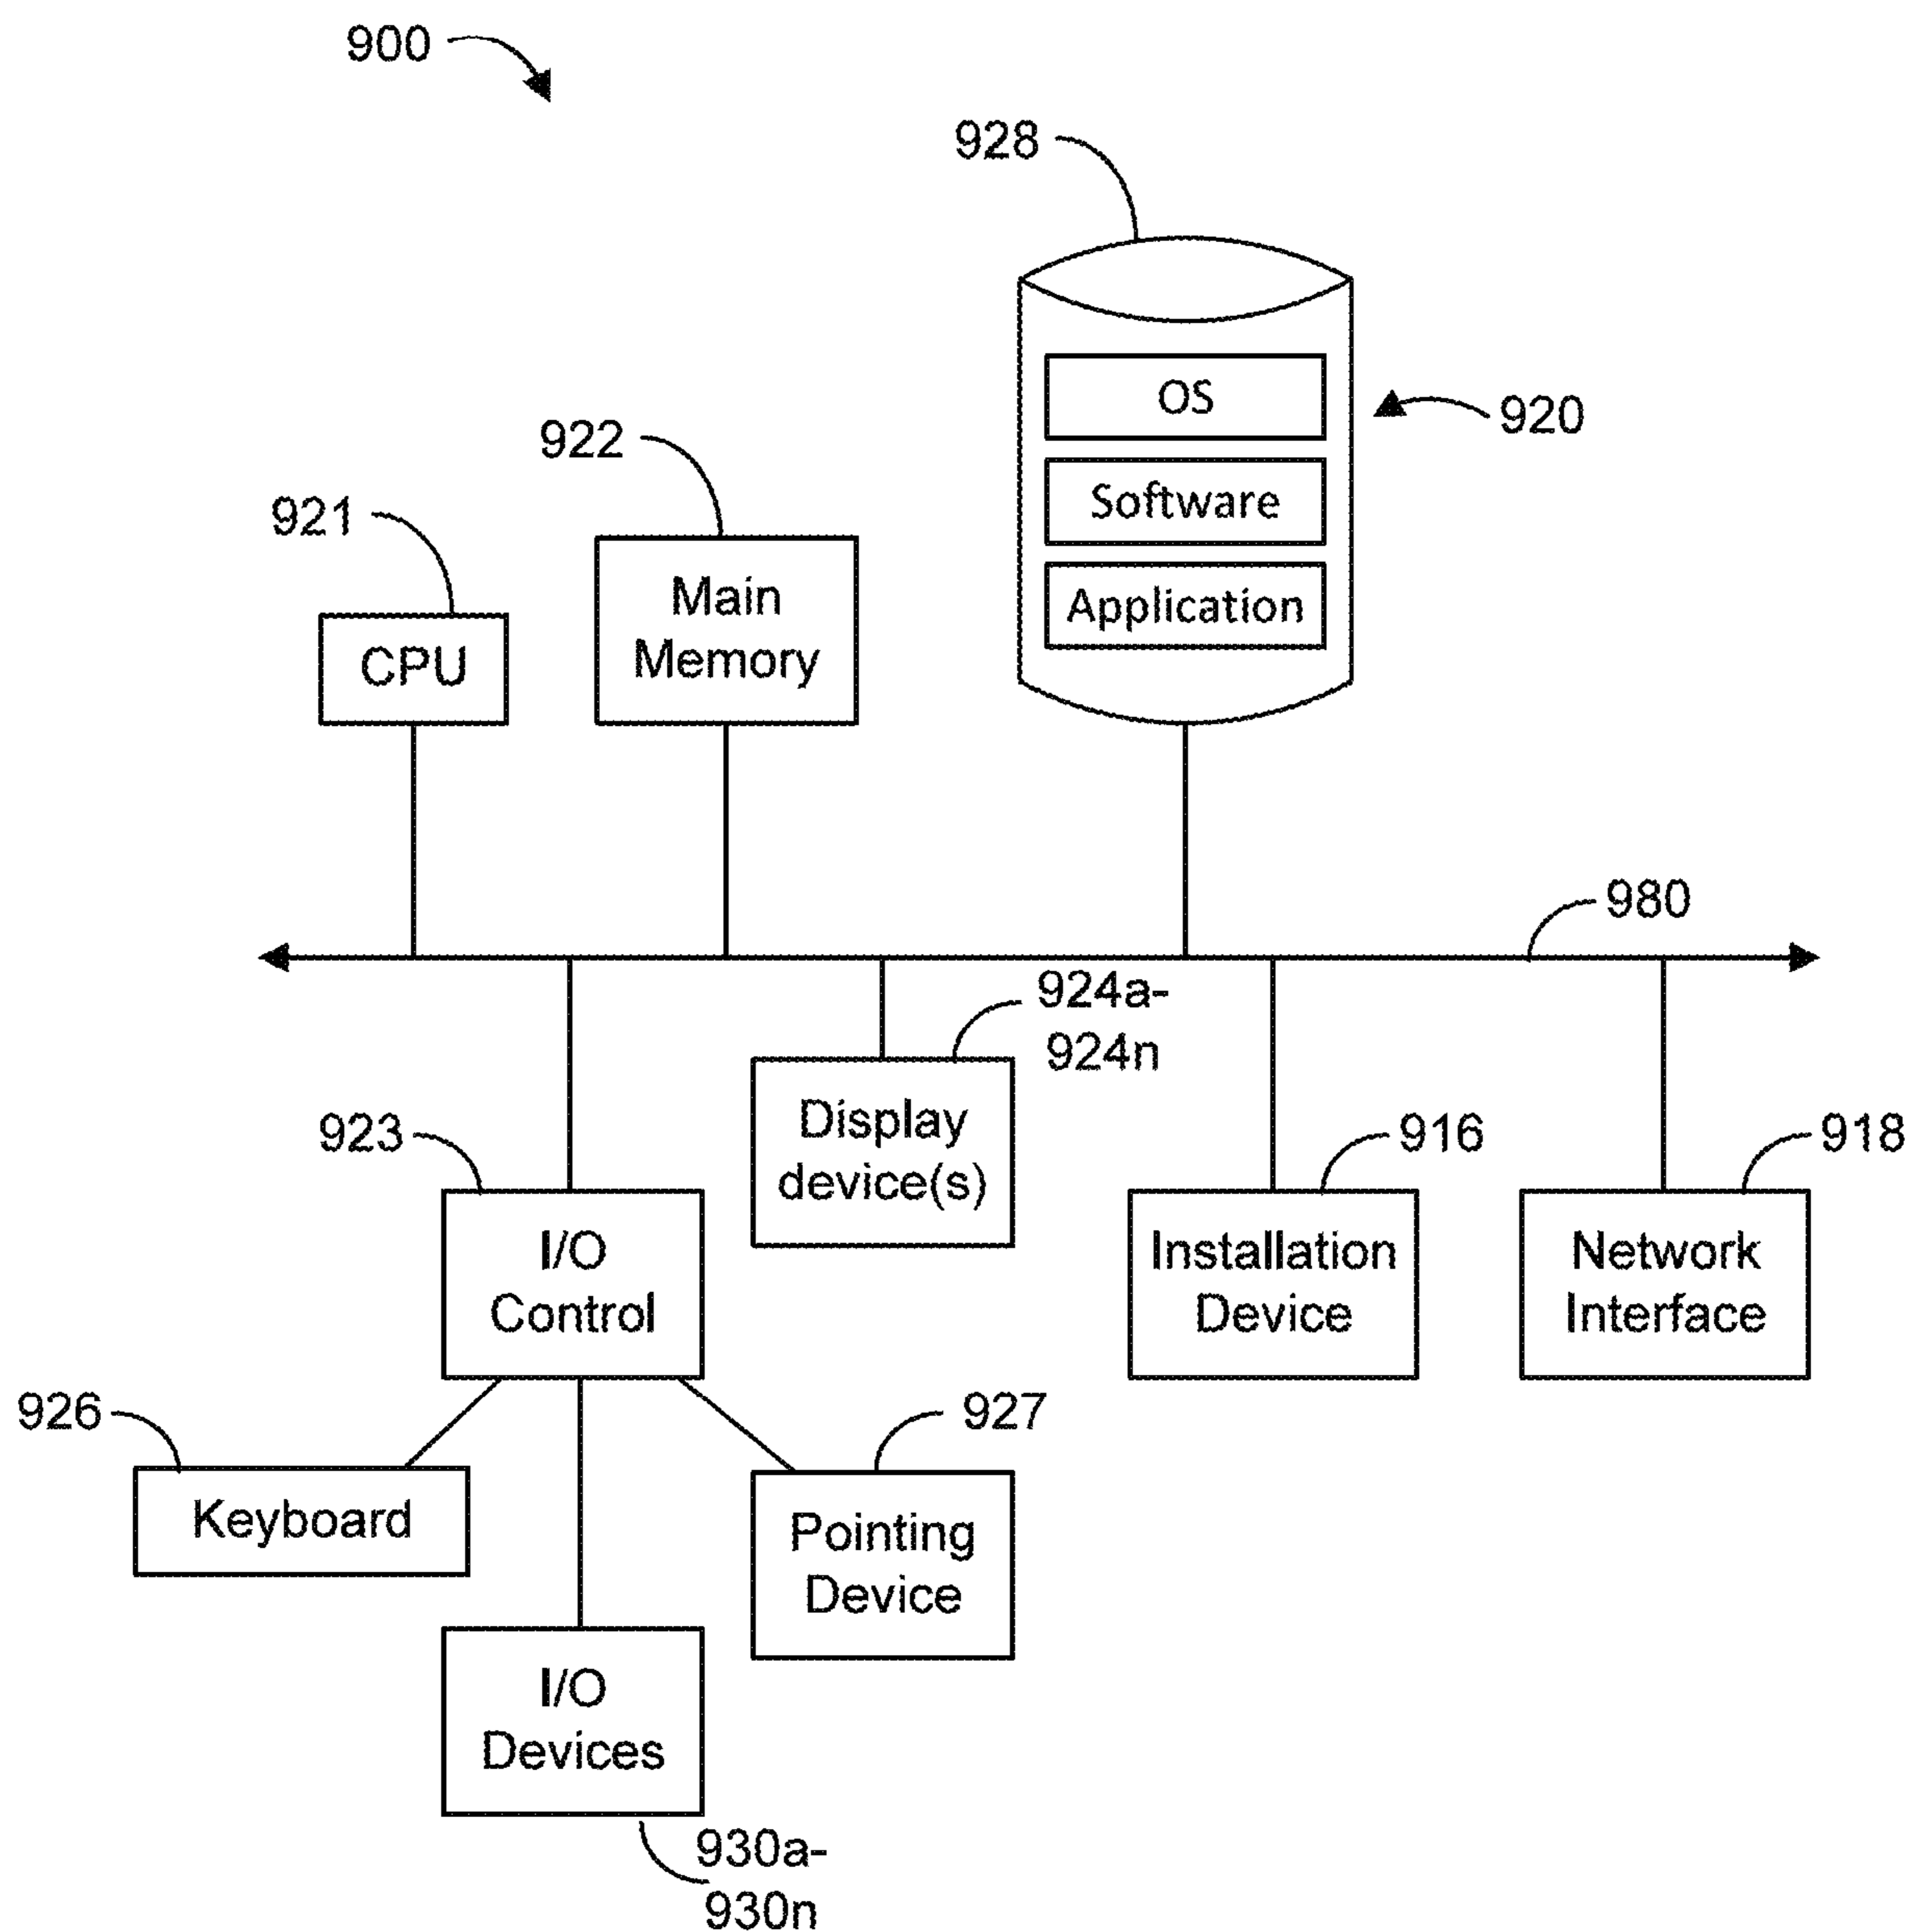 900
928
OS
920
922
Software
921
Main
Memory
Application
CPU
980
924a-
924n
Display
device(s)
923
916
918
I/O
Control
Installation
Device
Network
Interface
926
927
Keyboard
Pointing
Device
I/O
Devices
930a-
930n